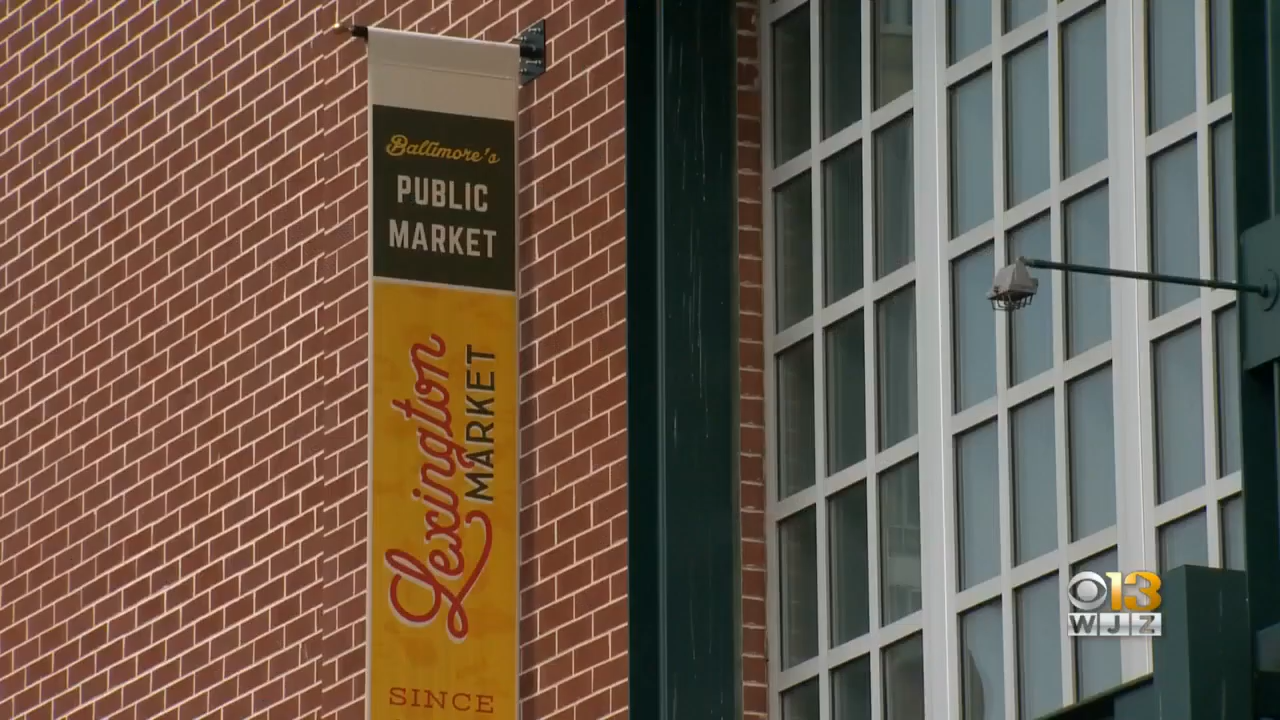 Baltimore's
PUBLIC
MARKET
Lexington
MARKET
SINCE
13
WJZ